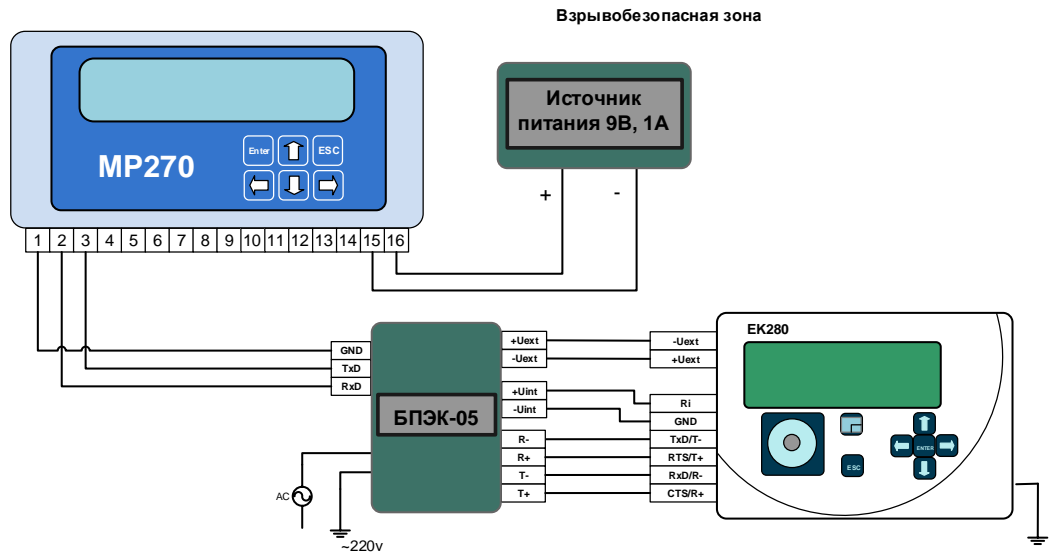 Взрывобезопасная зона
Источник
питания 9В, 1А
Enter
ESC
МР270
+
-
1 2 3 4 5 6 7 8 9 10 11 12 13 14 15 16
EK280
+Uext
-Uext
-Uext
+Uext
GND
TxD
RxD
БПЭК-05
+Uint
-Uint
R-
R+
T-
T+
Ri
GND
TxD/T-
RTS/T+
RxD/R-
CTS/R+
ENTER
ESC
AC
~220v